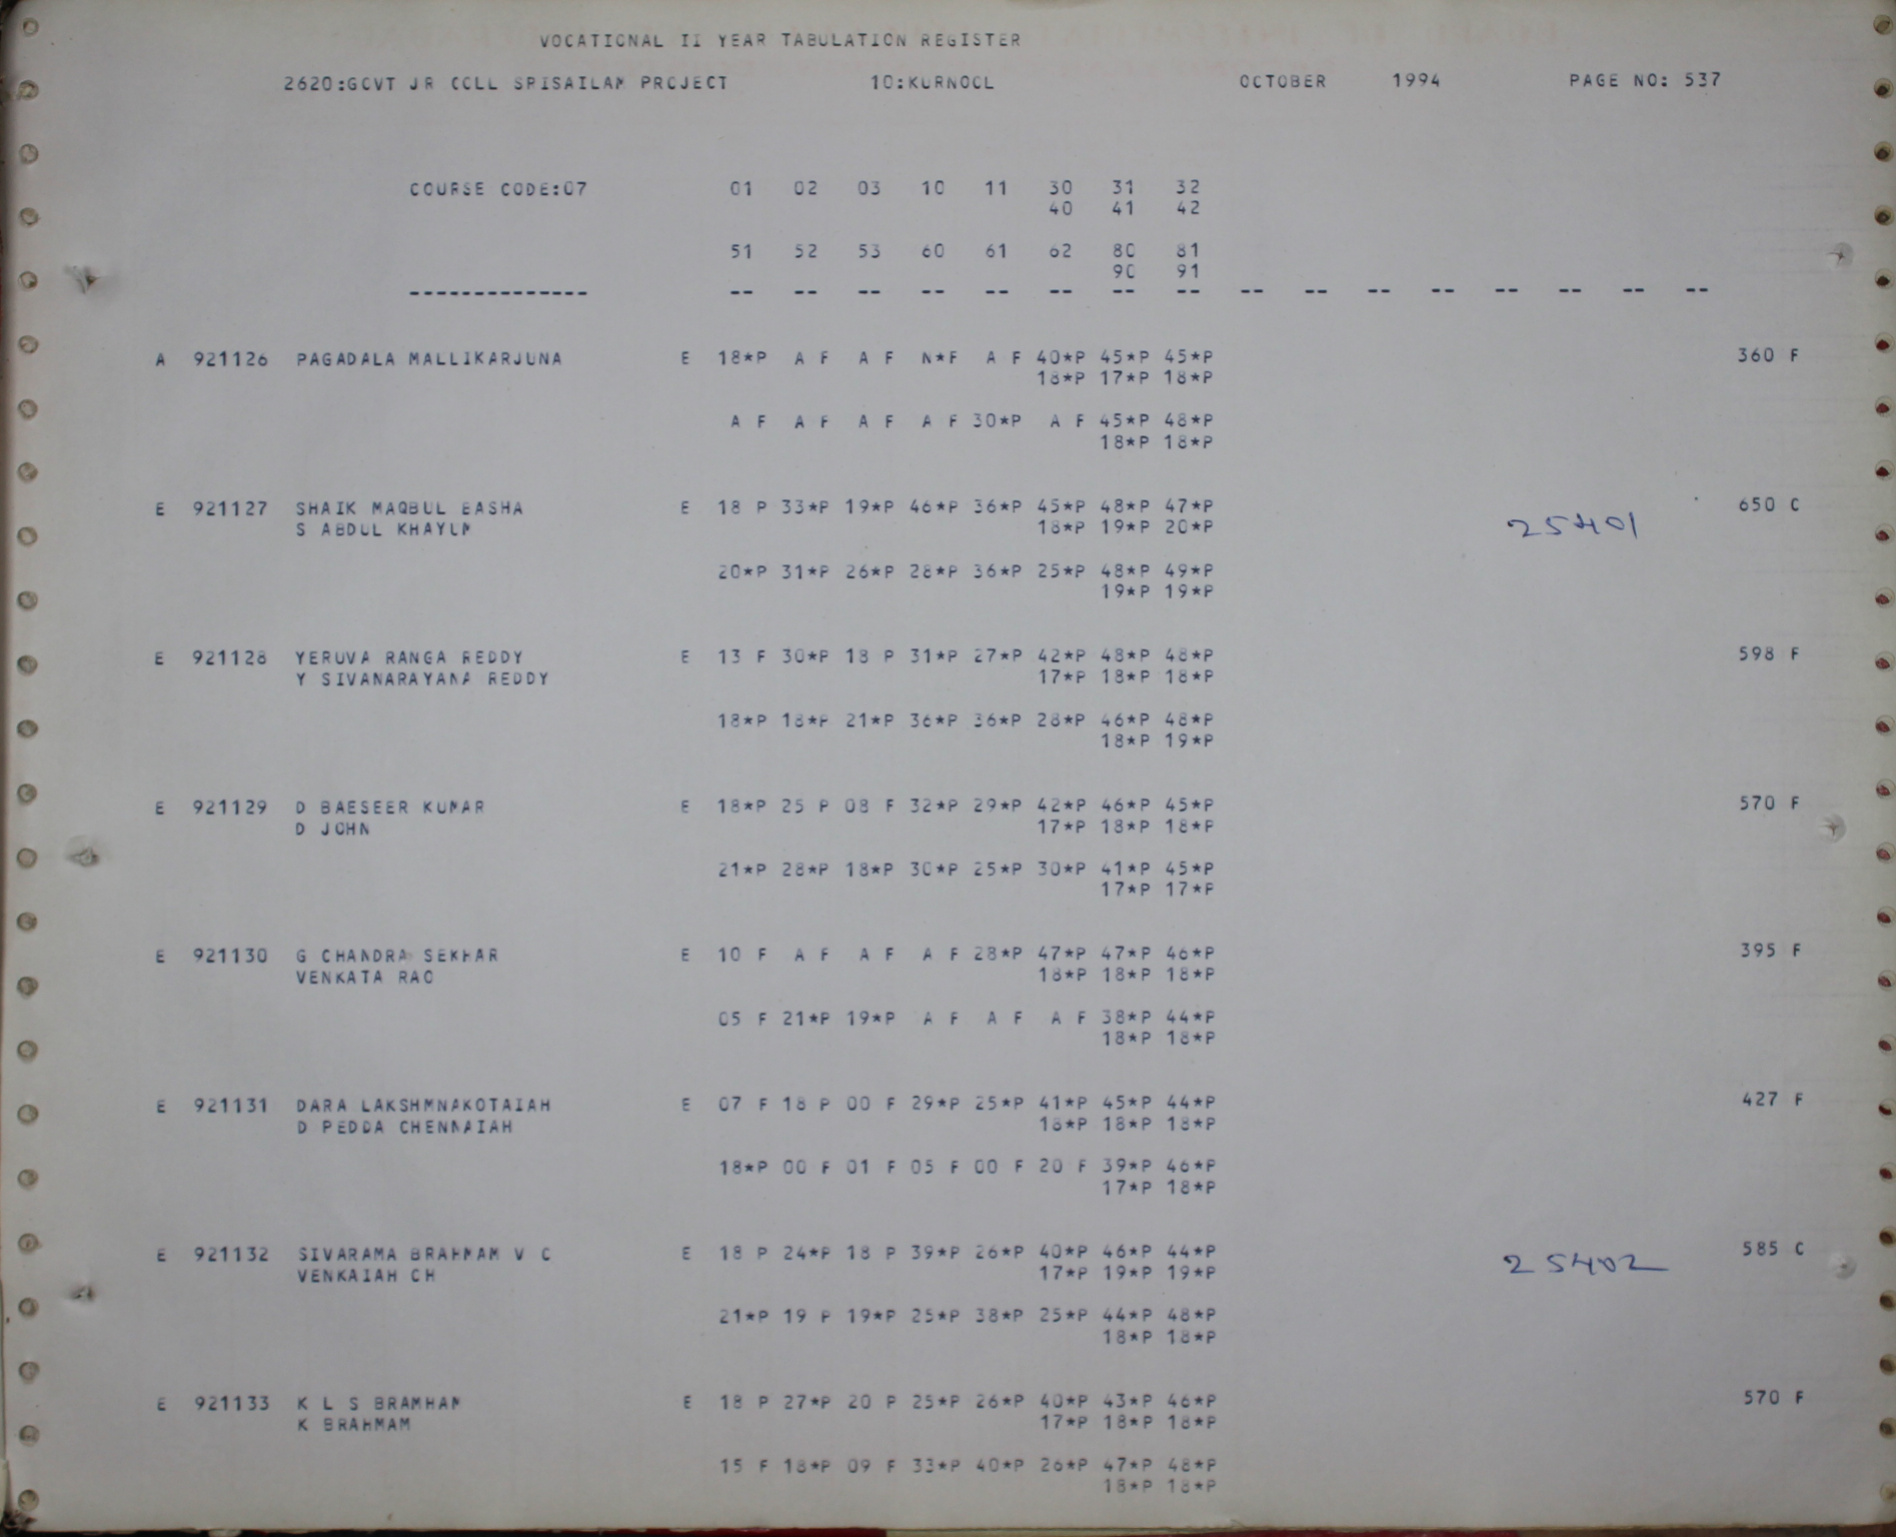 VOCATIONAL II YEAR TABULATION REGISTER
2620:GOVT JR COLL SRISAILAM PROJECT 10:KURNOOL OCTOBER 1994 PAGE NO: 537
COURSE CODE:07 01 02 03 10 11 30 31 32
40 41 42
51 52 53 60 61 62 80 81
90 91
-------------- -- -- -- -- -- -- -- -- -- -- -- -- -- -- -- --
A 921126 PAGADALA MALLIKARJUNA E 18*P A F A F N*F A F 40*P 45*P 45*P 360 F
18*P 17*P 18*P
A F A F A F A F 30*P A F 45*P 48*P
18*P 18*P
E 921127 SHAIK MAQBUL BASHA E 18 P 33*P 19*P 46*P 36*P 45*P 48*P 47*P 650 C
S ABDUL KHAYUM 18*P 19*P 20*P 25401
20*P 31*P 26*P 28*P 36*P 25*P 48*P 49*P
19*P 19*P
E 921128 YERUVA RANGA REDDY E 13 F 30*P 18 P 31*P 27*P 42*P 48*P 48*P 598 F
Y SIVANARAYANA REDDY 17*P 18*P 18*P
18*P 18*P 21*P 36*P 36*P 28*P 46*P 48*P
18*P 19*P
E 921129 D BAESEER KUMAR E 18*P 25 P 08 F 32*P 29*P 42*P 46*P 45*P 570 F
D JOHN 17*P 18*P 18*P
21*P 28*P 18*P 30*P 25*P 30*P 41*P 45*P
17*P 17*P
E 921130 G CHANDRA SEKHAR E 10 F A F A F A F 28*P 47*P 47*P 46*P 395 F
VENKATA RAO 18*P 18*P 18*P
05 F 21*P 19*P A F A F A F 38*P 44*P
18*P 18*P
E 921131 DARA LAKSHMNAKOTAIAH E 07 F 18 P 00 F 29*P 25*P 41*P 45*P 44*P 427 F
D PEDDA CHENNAIAH 18*P 18*P 18*P
18*P 00 F 01 F 05 F 00 F 20 F 39*P 46*P
17*P 18*P
E 921132 SIVARAMA BRAHMAM V C E 18 P 24*P 18 P 39*P 26*P 40*P 46*P 44*P 585 C
VENKAIAH CH 17*P 19*P 19*P 25402
21*P 19 P 19*P 25*P 38*P 25*P 44*P 48*P
18*P 18*P
E 921133 K L S BRAMHAM E 18 P 27*P 20 P 25*P 26*P 40*P 43*P 46*P 570 F
K BRAHMAM 17*P 18*P 18*P
15 F 18*P 09 F 33*P 40*P 26*P 47*P 48*P
18*P 18*P